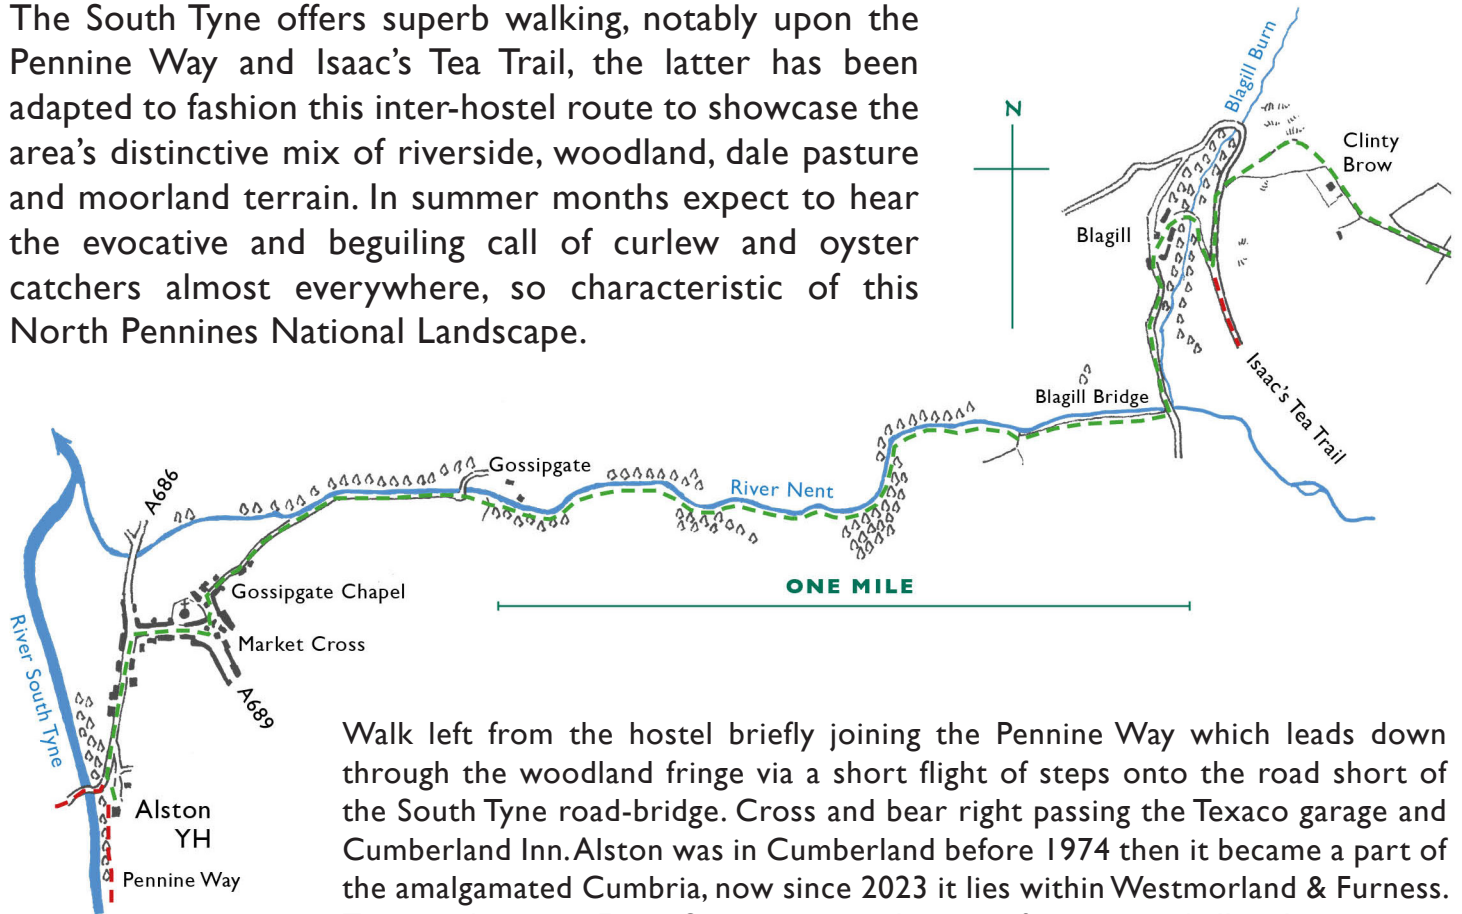 The South Tyne offers superb walking, notably upon the
Pennine Way and Isaac's Tea Trail, the latter has been
adapted to fashion this inter-hostel route to showcase the
area's distinctive mix of riverside, woodland, dale pasture
and moorland terrain. In summer months expect to hear
the evocative and beguiling call of curlew and oyster
catchers almost everywhere, so characteristic of this
North Pennines National Landscape.
N
Blagill Burn
Clinty
Brow
Blagill
Isaac's Tea Trail
Blagill Bridge
River Nent
Gossipgate
A686
ONE MILE
Gossipgate Chapel
Market Cross
A689
River South Tyne
Alston
YH
Pennine Way
Walk left from the hostel briefly joining the Pennine Way which leads down
through the woodland fringe via a short flight of steps onto the road short of
the South Tyne road-bridge. Cross and bear right passing the Texaco garage and
Cumberland Inn. Alston was in Cumberland before 1974 then it became a part of
the amalgamated Cumbria, now since 2023 it lies within Westmorland & Furness.